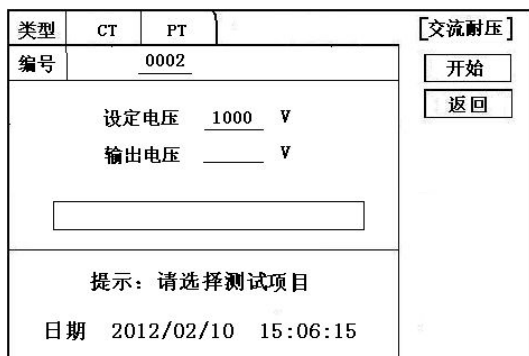 类型 CT PT [交流耐压]
编号 0002 开始
返回
设定电压 1000 V
输出电压 V
提示：请选择测试项目
日期 2012/02/10 15:06:15